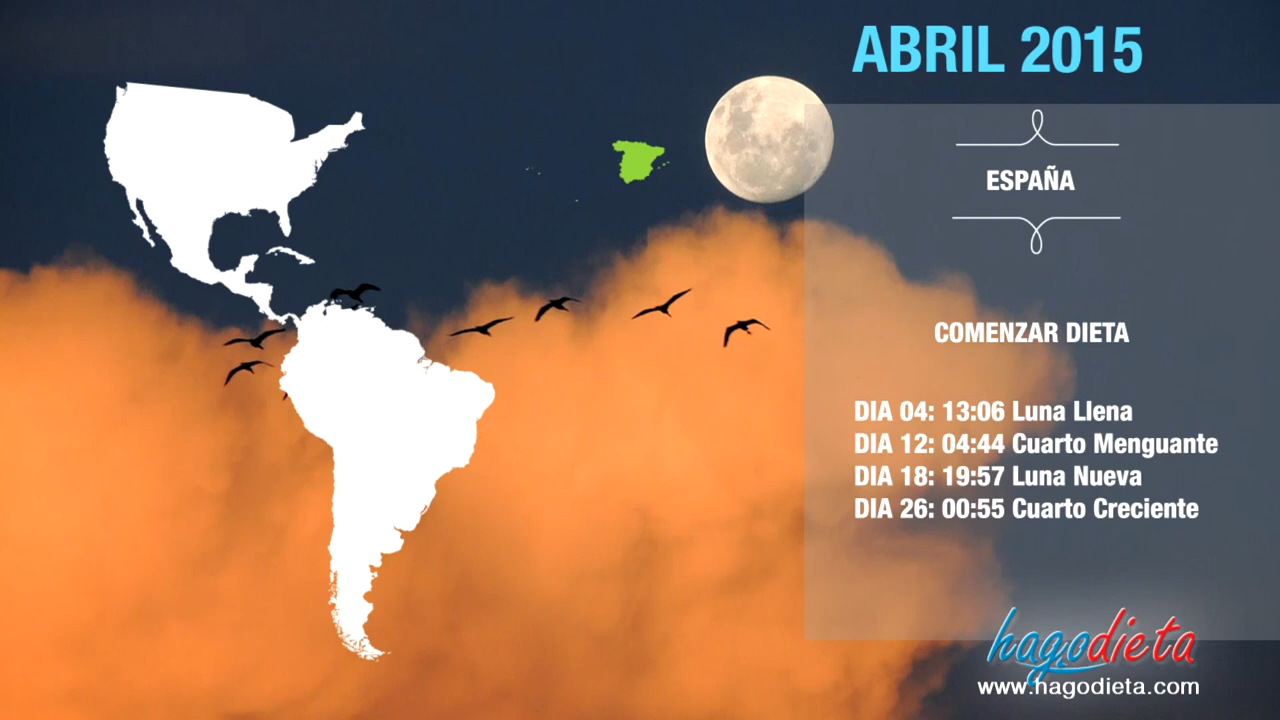 ABRIL 2015
ESPAÑA
COMENZAR DIETA
DIA 04: 13:06 Luna Llena
DIA 12: 04:44 Cuarto Menguante
DIA 18: 19:57 Luna Nueva
DIA 26: 00:55 Cuarto Creciente
hagodieta
www.hagodieta.com